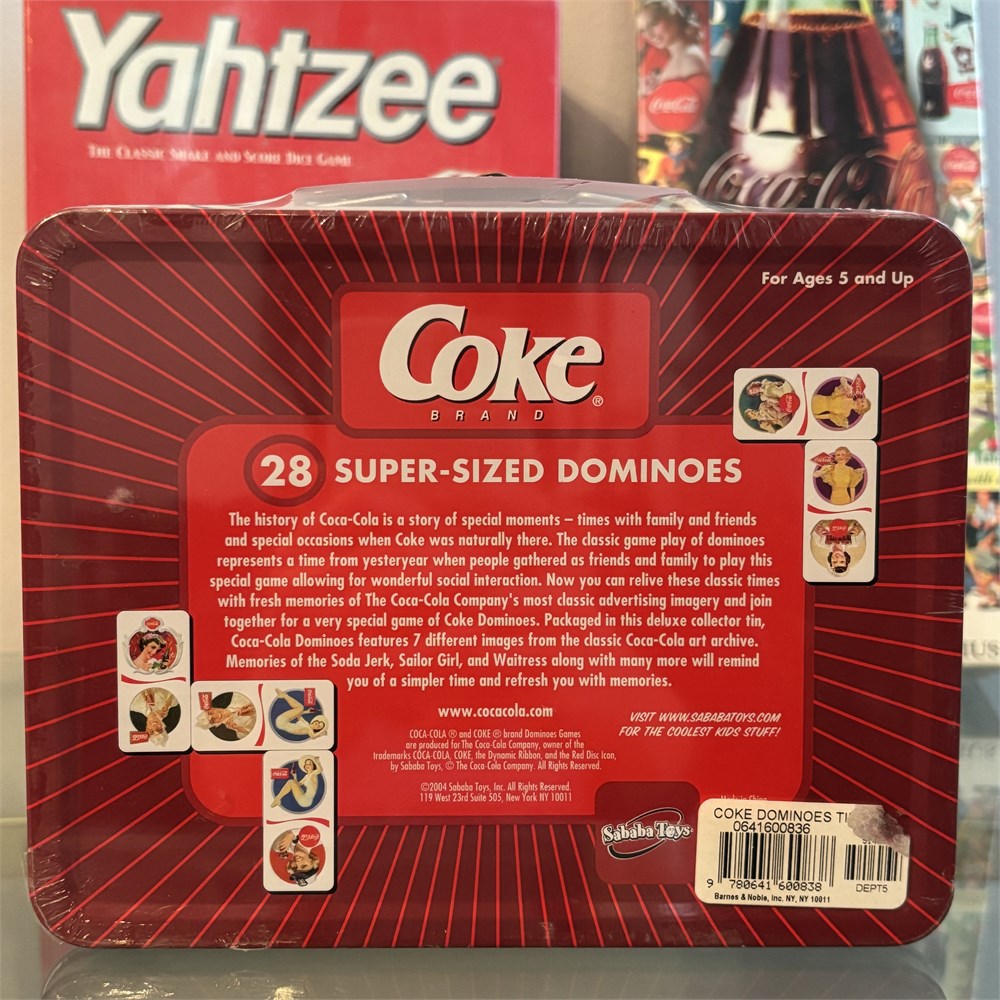 Yahtzee
THE CLASSIC SHAKE AND SCORE DICE GAME
Coca-Cola
For Ages 5 and Up
Coke®
BRAND
28 SUPER-SIZED DOMINOES
The history of Coca-Cola is a story of special moments – times with family and friends
and special occasions when Coke was naturally there. The classic game play of dominoes
represents a time from yesteryear when people gathered as friends and family to play this
special game allowing for wonderful social interaction. Now you can relive these classic times
with fresh memories of The Coca-Cola Company's most classic advertising imagery and join
together for a very special game of Coke Dominoes. Packaged in this deluxe collector tin,
Coca-Cola Dominoes features 7 different images from the classic Coca-Cola art archive.
Memories of the Soda Jerk, Sailor Girl, and Waitress along with many more will remind
you of a simpler time and refresh you with memories.
www.cocacola.com
COCA-COLA ® and COKE ® brand Dominoes Games
are produced for The Coca-Cola Company, owner of the
trademarks COCA-COLA, COKE, the Dynamic Ribbon, and the Red Disc Icon,
by Sababa Toys, © The Coca-Cola Company. All Rights Reserved.
©2004 Sababa Toys, Inc. All Rights Reserved.
119 West 23rd Suite 505, New York NY 10011
VISIT WWW.SABABATOYS.COM
FOR THE COOLEST KIDS STUFF!
Made in China
Sababa Toys
COKE DOMINOES
0641600836
9 780641 600838
DEPT5
Barnes & Noble, Inc. NY, NY 10011